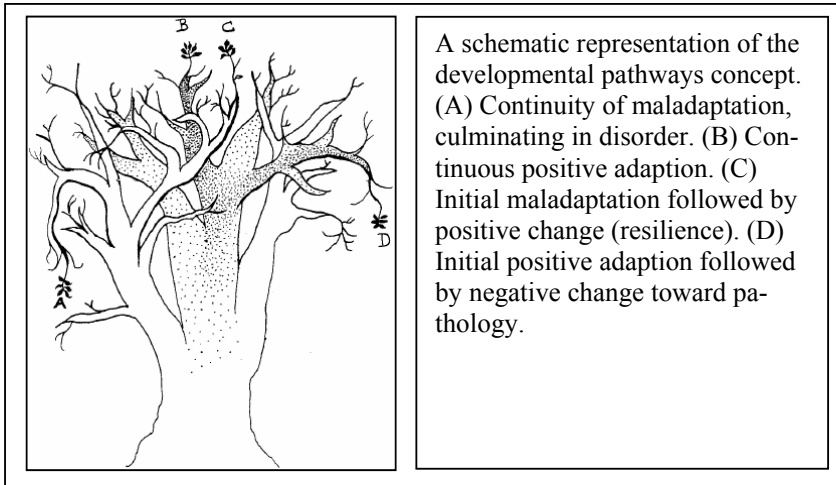 B C
D
A
A schematic representation of the
developmental pathways concept.
(A) Continuity of maladaptation,
culminating in disorder. (B) Con-
tinuous positive adaption. (C)
Initial maladaptation followed by
positive change (resilience). (D)
Initial positive adaption followed
by negative change toward pa-
thology.